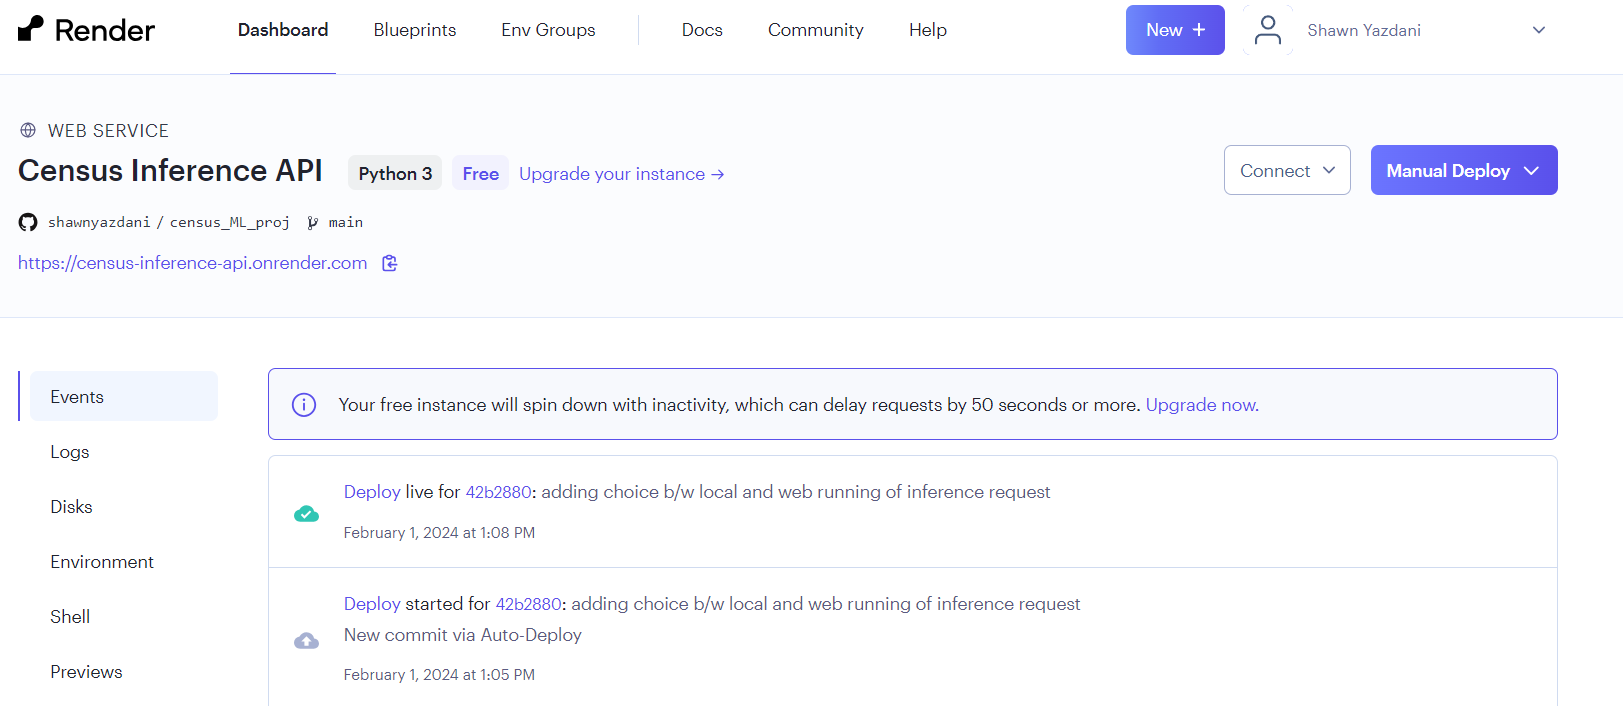 Render
Dashboard Blueprints Env Groups Docs Community Help New + Shawn Yazdani
WEB SERVICE
Census Inference API Python 3 Free Upgrade your instance → Connect Manual Deploy
shawnyazdani / census_ML_proj main
https://census-inference-api.onrender.com
Events
Logs
Disks
Environment
Shell
Previews
Your free instance will spin down with inactivity, which can delay requests by 50 seconds or more. Upgrade now.
Deploy live for 42b2880: adding choice b/w local and web running of inference request
February 1, 2024 at 1:08 PM
Deploy started for 42b2880: adding choice b/w local and web running of inference request
New commit via Auto-Deploy
February 1, 2024 at 1:05 PM